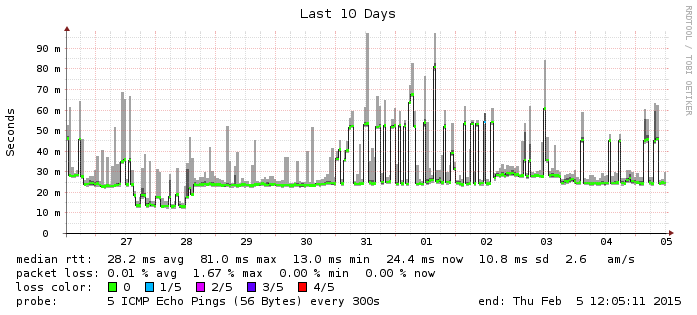 Last 10 Days
RRDTOOL / TOBI OETIKER
Seconds
90 m
80 m
70 m
60 m
50 m
40 m
30 m
20 m
10 m
0
27 28 29 30 31 01 02 03 04 05
median rtt: 28.2 ms avg 81.0 ms max 13.0 ms min 24.4 ms now 10.8 ms sd 2.6 am/s
packet loss: 0.01 % avg 1.67 % max 0.00 % min 0.00 % now
loss color: 0 1/5 2/5 3/5 4/5
probe: 5 ICMP Echo Pings (56 Bytes) every 300s end: Thu Feb 5 12:05:11 2015